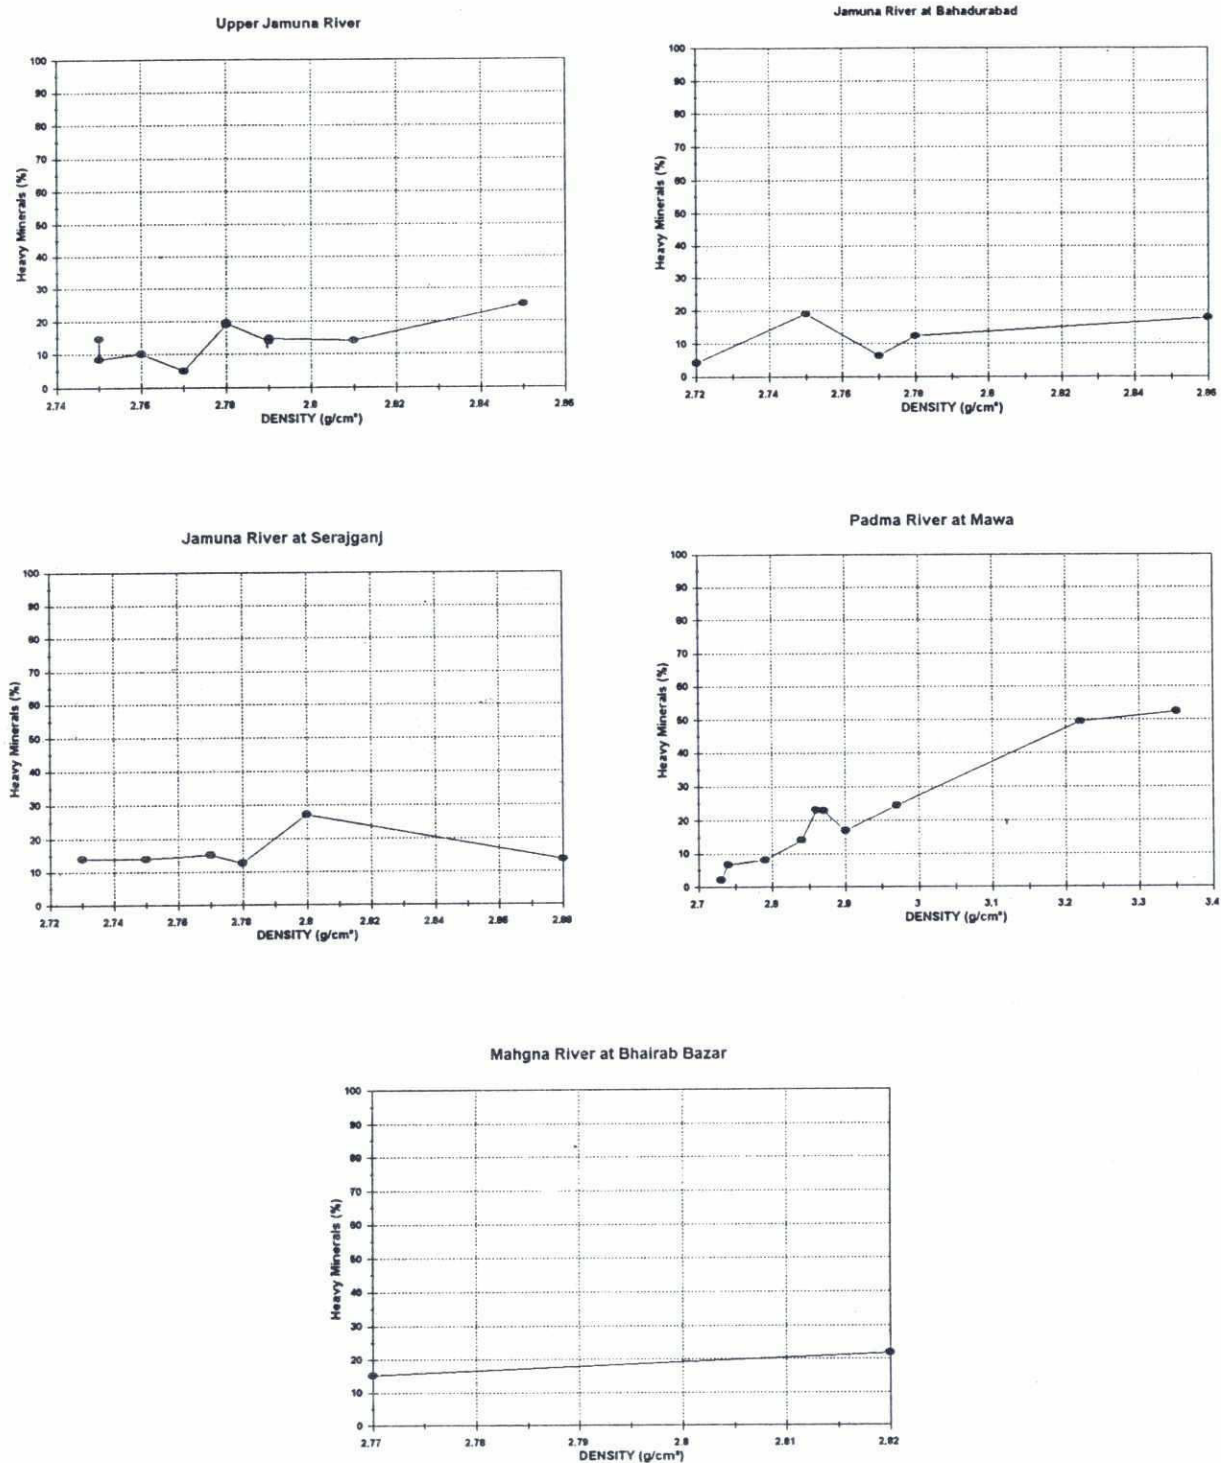 Upper Jamuna River
100
90
80
70
60
50
40
30
20
10
0
Heavy Minerals (%)
2.74 2.76 2.78 2.8 2.82 2.84 2.86
DENSITY (g/cm³)
Jamuna River at Bahadurabad
100
90
80
70
60
50
40
30
20
10
0
Heavy Minerals (%)
2.72 2.74 2.76 2.78 2.8 2.82 2.84 2.86
DENSITY (g/cm³)
Jamuna River at Serajganj
100
90
80
70
60
50
40
30
20
10
0
Heavy Minerals (%)
2.72 2.74 2.76 2.78 2.8 2.82 2.84 2.86 2.88
DENSITY (g/cm³)
Padma River at Mawa
100
90
80
70
60
50
40
30
20
10
0
Heavy Minerals (%)
2.7 2.8 2.9 3 3.1 3.2 3.3 3.4
DENSITY (g/cm³)
Mahgna River at Bhairab Bazar
100
90
80
70
60
50
40
30
20
10
0
Heavy Minerals (%)
2.77 2.78 2.79 2.8 2.81 2.82
DENSITY (g/cm³)